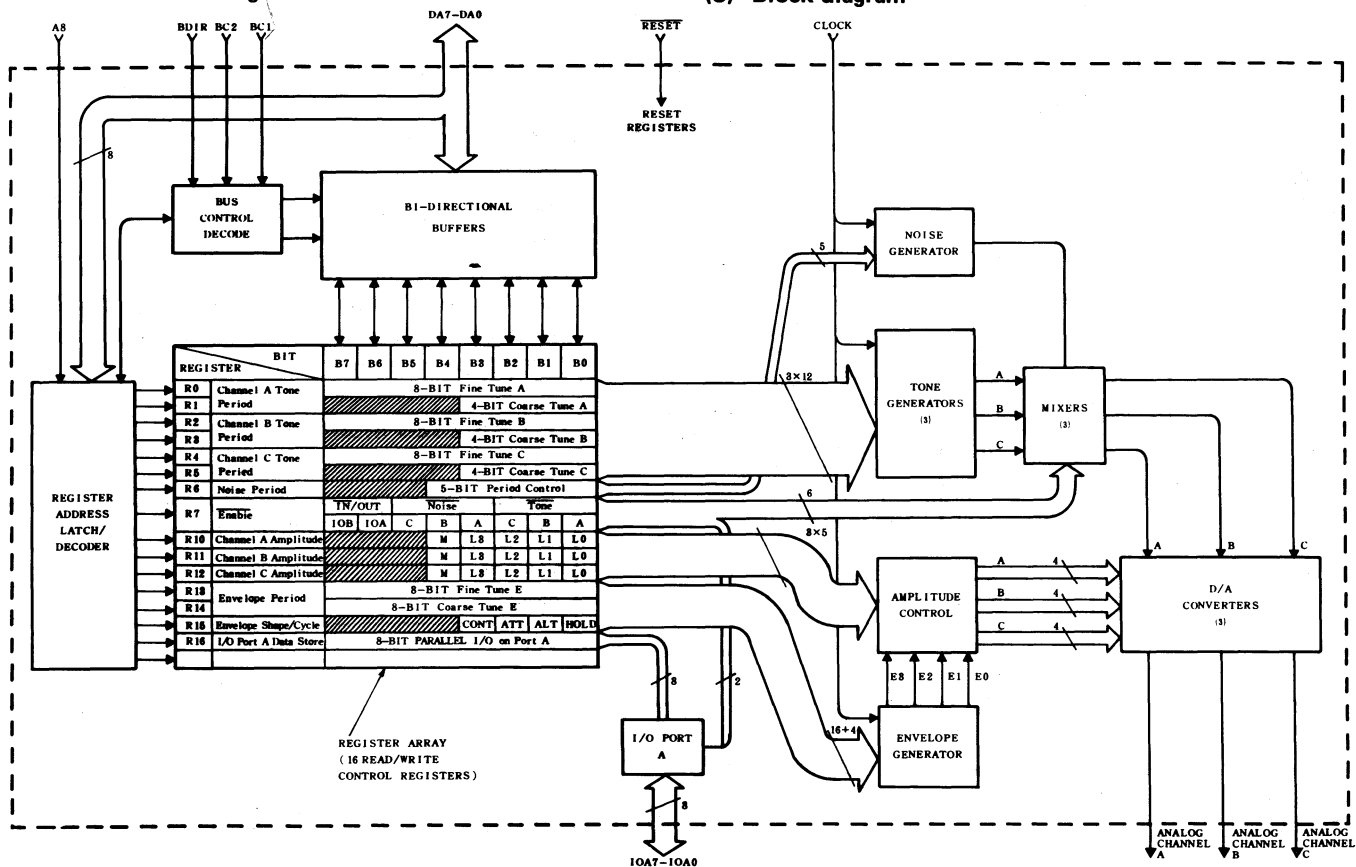 (3) Block diagram
A8
BDIR BC2 BC1
DA7-DA0
RESET
CLOCK
RESET
REGISTERS
8
BUS
CONTROL
DECODE
BI-DIRECTIONAL
BUFFERS
NOISE
GENERATOR
5
BIT
REGISTER
B7 B6 B5 B4 B3 B2 B1 B0
R0 Channel A Tone Period 8-BIT Fine Tune A
R1 4-BIT Coarse Tune A
R2 Channel B Tone Period 8-BIT Fine Tune B
R3 4-BIT Coarse Tune B
R4 Channel C Tone Period 8-BIT Fine Tune C
R5 4-BIT Coarse Tune C
R6 Noise Period 5-BIT Period Control
R7 Enable IN/OUT Noise Tone
IOB IOA C B A C B A
R10 Channel A Amplitude M L3 L2 L1 L0
R11 Channel B Amplitude M L3 L2 L1 L0
R12 Channel C Amplitude M L3 L2 L1 L0
R13 Envelope Period 8-BIT Fine Tune E
R14 8-BIT Coarse Tune E
R15 Envelope Shape/Cycle CONT ATT ALT HOLD
R16 I/O Port A Data Store 8-BIT PARALLEL I/O on Port A
REGISTER
ADDRESS
LATCH/
DECODER
3×12
TONE
GENERATORS
(3)
A
B
C
MIXERS
(3)
6
3×5
A B C
AMPLITUDE
CONTROL
A 4
B 4
C 4
D/A
CONVERTERS
(3)
E3 E2 E1 E0
16+4
ENVELOPE
GENERATOR
8
2
I/O PORT
A
REGISTER ARRAY
(16 READ/WRITE
CONTROL REGISTERS)
8
IOA7-IOA0
ANALOG
CHANNEL
A
ANALOG
CHANNEL
B
ANALOG
CHANNEL
C